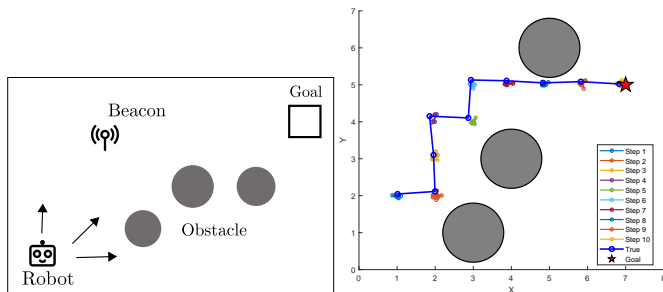 Goal
Beacon
Obstacle
Robot
7
6
5
4
3
2
1
0
Y
0 1 2 3 4 5 6 7 8
X
Step 1
Step 2
Step 3
Step 4
Step 5
Step 6
Step 7
Step 8
Step 9
Step 10
True
Goal